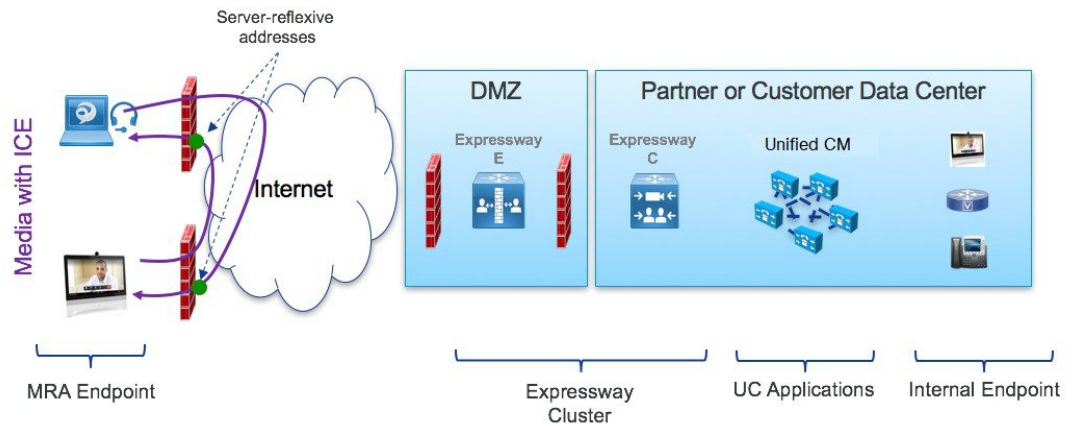 Server-reflexive
addresses
Media with ICE
Internet
DMZ
Expressway
E
Partner or Customer Data Center
Expressway
C
Unified CM
V
MRA Endpoint
Expressway
Cluster
UC Applications
Internal Endpoint